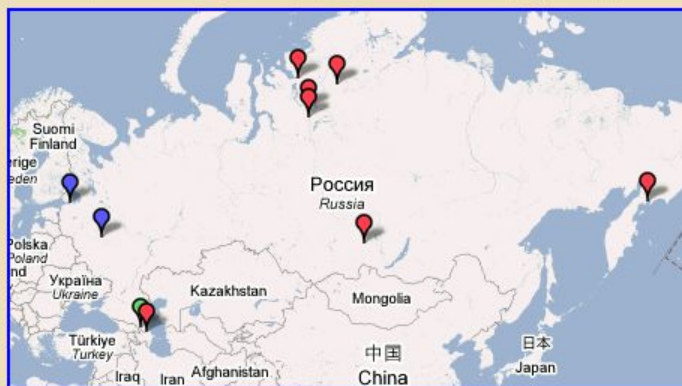 Suomi
Finland
erige
eden
Россия
Russia
Polska
Poland
nd
Україна
Ukraine
Kazakhstan
Mongolia
Türkiye
Turkey
中国
China
日本
Japan
Iraq
Iran
Afghanistan